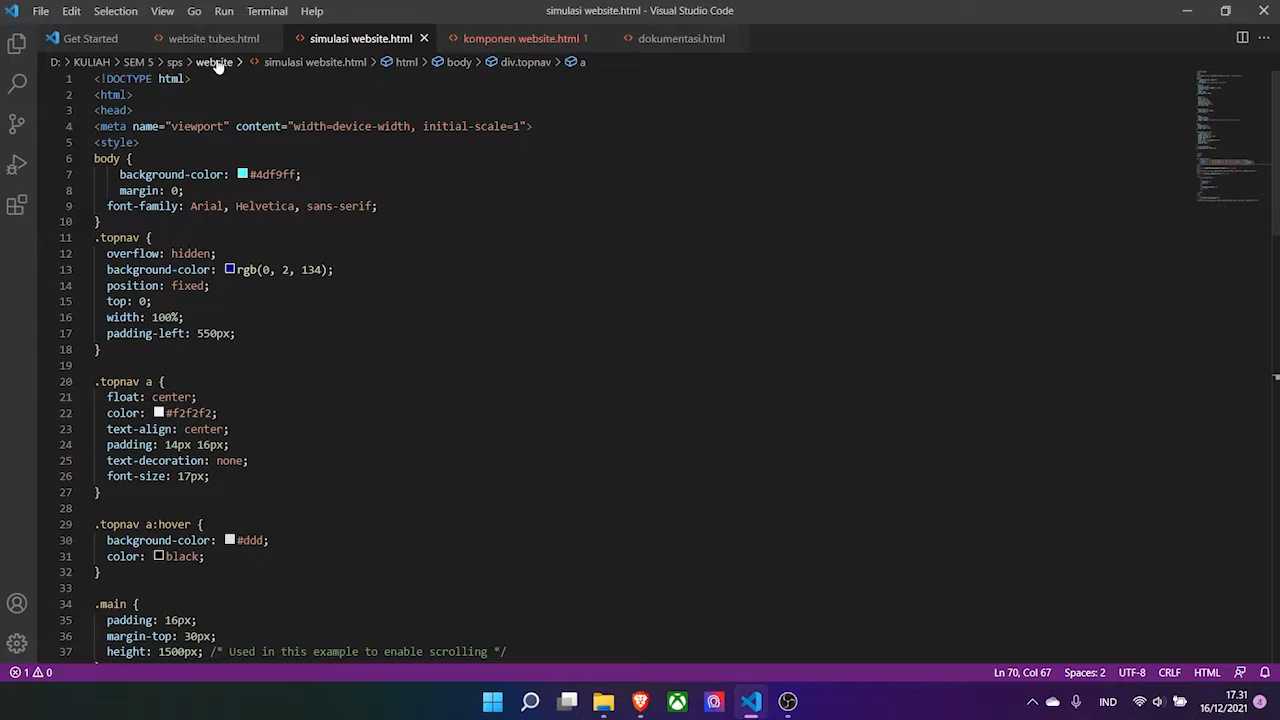 File Edit Selection View Go Run Terminal Help simulasi website.html - Visual Studio Code
Get Started <> website tubes.html <> simulasi website.html <> komponen website.html 1 <> dokumentasi.html
D: > KULIAH > SEM 5 > sps > website > <> simulasi website.html > html > body > div.topnav > a
1 <!DOCTYPE html>
2 <html>
3 <head>
4 <meta name="viewport" content="width=device-width, initial-scale=1">
5 <style>
6 body {
7 background-color: #4df9ff;
8 margin: 0;
9 font-family: Arial, Helvetica, sans-serif;
10 }
11 .topnav {
12 overflow: hidden;
13 background-color: rgb(0, 2, 134);
14 position: fixed;
15 top: 0;
16 width: 100%;
17 padding-left: 550px;
18 }
19
20 .topnav a {
21 float: center;
22 color: #f2f2f2;
23 text-align: center;
24 padding: 14px 16px;
25 text-decoration: none;
26 font-size: 17px;
27 }
28
29 .topnav a:hover {
30 background-color: #ddd;
31 color: black;
32 }
33
34 .main {
35 padding: 16px;
36 margin-top: 30px;
37 height: 1500px; /* Used in this example to enable scrolling */
1 0 Ln 70, Col 67 Spaces: 2 UTF-8 CRLF HTML
IND 17.31
16/12/2021 4